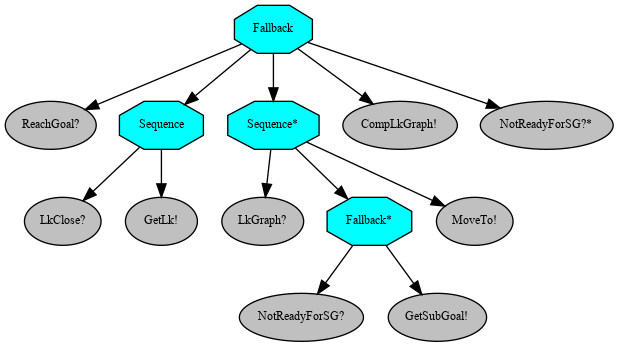 Fallback
ReachGoal?
Sequence
Sequence*
CompLkGraph!
NotReadyForSG?*
LkClose?
GetLk!
LkGraph?
Fallback*
MoveTo!
NotReadyForSG?
GetSubGoal!